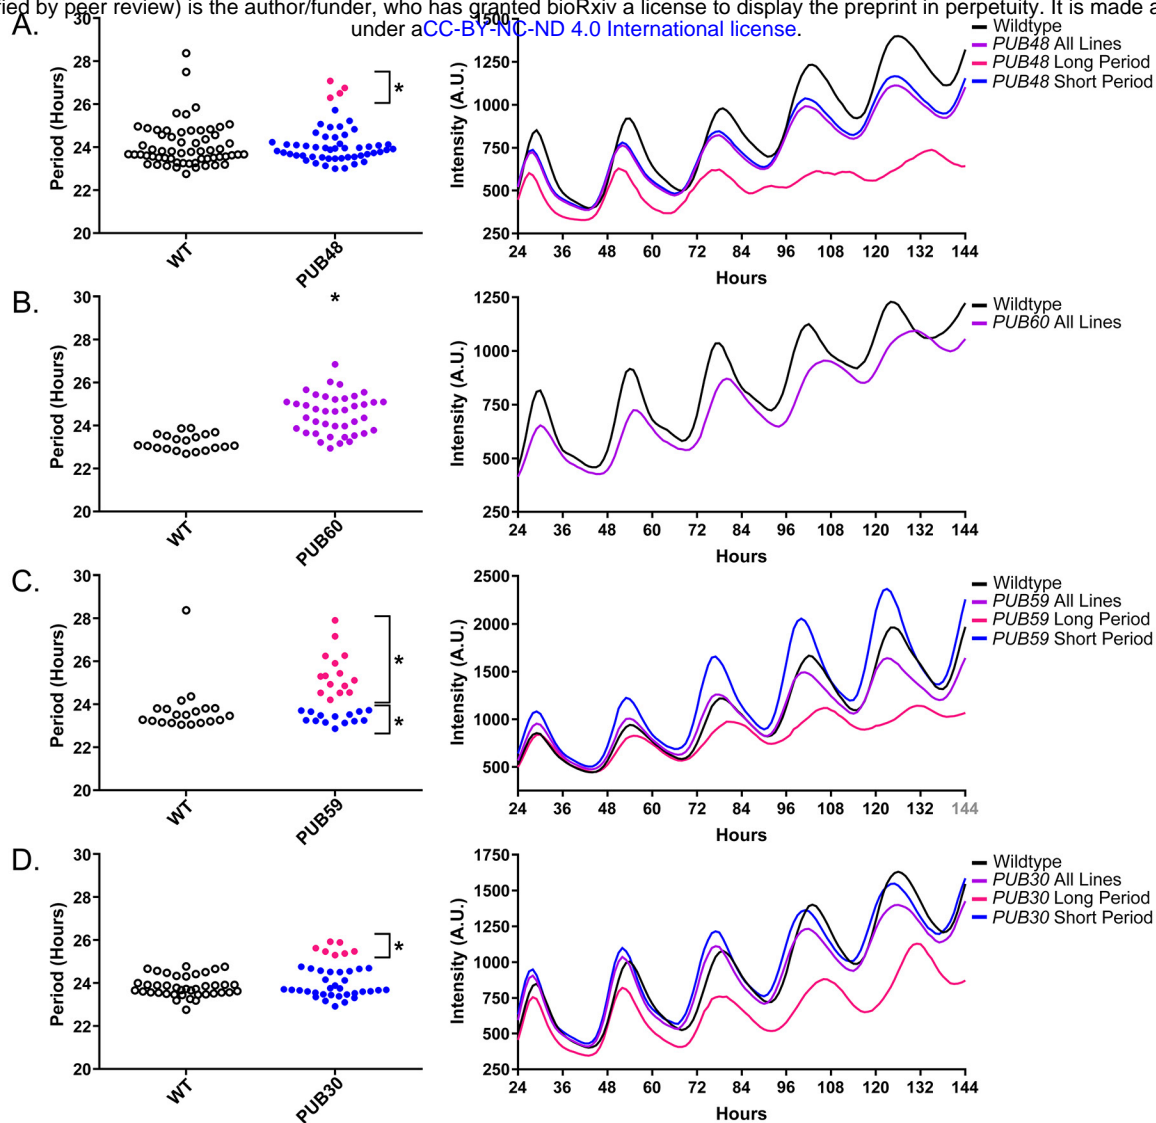 fied by peer review) is the author/funder, who has granted bioRxiv a license to display the preprint in perpetuity. It is made a
under aCC-BY-NC-ND 4.0 International license.
A.
Period (Hours)
30
28
26
24
22
20
*
WT
PUB48
Intensity (A.U.)
1500
1250
1000
750
500
250
24 36 48 60 72 84 96 108 120 132 144
Hours
Wildtype
PUB48 All Lines
PUB48 Long Period
PUB48 Short Period
B.
Period (Hours)
30
28
26
24
22
20
*
WT
PUB60
Intensity (A.U.)
1250
1000
750
500
250
24 36 48 60 72 84 96 108 120 132 144
Hours
Wildtype
PUB60 All Lines
C.
Period (Hours)
30
28
26
24
22
20
*
*
WT
PUB59
Intensity (A.U.)
2500
2000
1500
1000
500
24 36 48 60 72 84 96 108 120 132 144
Hours
Wildtype
PUB59 All Lines
PUB59 Long Period
PUB59 Short Period
D.
Period (Hours)
30
28
26
24
22
20
*
WT
PUB30
Intensity (A.U.)
1750
1500
1250
1000
750
500
250
24 36 48 60 72 84 96 108 120 132 144
Hours
Wildtype
PUB30 All Lines
PUB30 Long Period
PUB30 Short Period